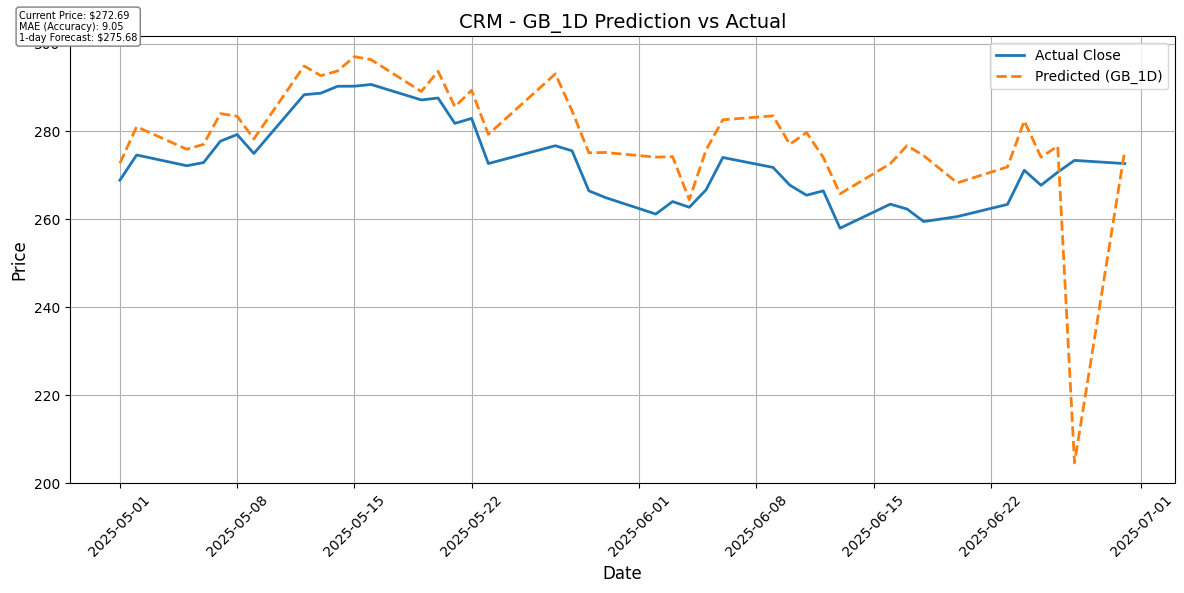 CRM - GB_1D Prediction vs Actual
Current Price: $272.69
MAE (Accuracy): 9.05
1-day Forecast: $275.68
Actual Close
Predicted (GB_1D)
Price
300
280
260
240
220
200
2025-05-01
2025-05-08
2025-05-15
2025-05-22
2025-06-01
2025-06-08
2025-06-15
2025-06-22
2025-07-01
Date